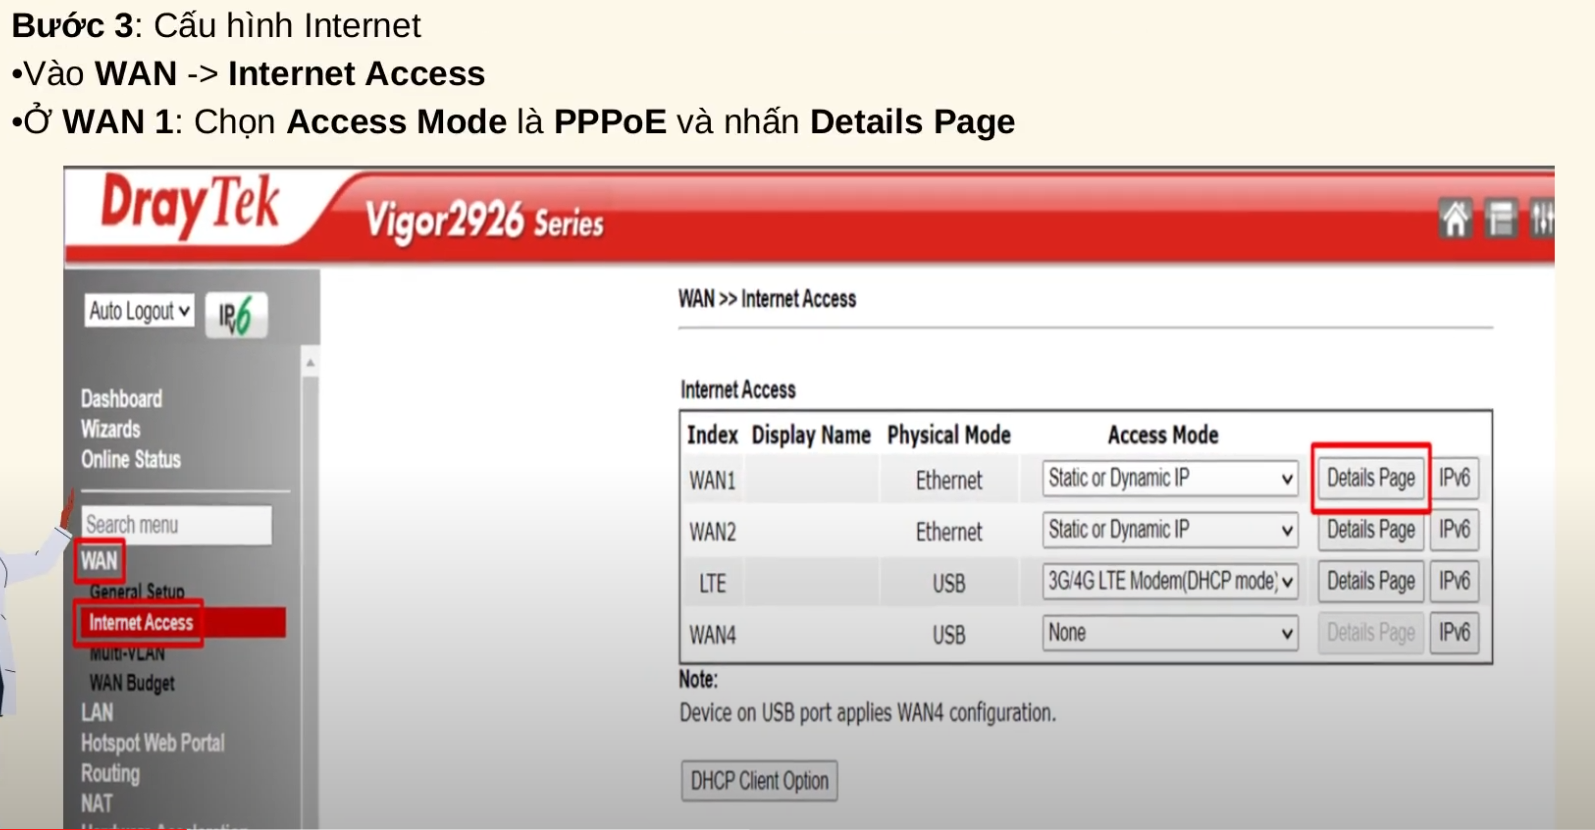 Bước 3: Cấu hình Internet
•Vào WAN -> Internet Access
•Ở WAN 1: Chọn Access Mode là PPPoE và nhấn Details Page
DrayTek
Vigor2926 Series
Auto Logout
IPv6
Dashboard
Wizards
Online Status
Search menu
WAN
General Setup
Internet Access
Multi-VLAN
WAN Budget
LAN
Hotspot Web Portal
Routing
NAT
WAN >> Internet Access
Internet Access
Index Display Name Physical Mode Access Mode
WAN1 Ethernet Static or Dynamic IP Details Page IPv6
WAN2 Ethernet Static or Dynamic IP Details Page IPv6
LTE USB 3G/4G LTE Modem(DHCP mode) Details Page IPv6
WAN4 USB None Details Page IPv6
Note:
Device on USB port applies WAN4 configuration.
DHCP Client Option